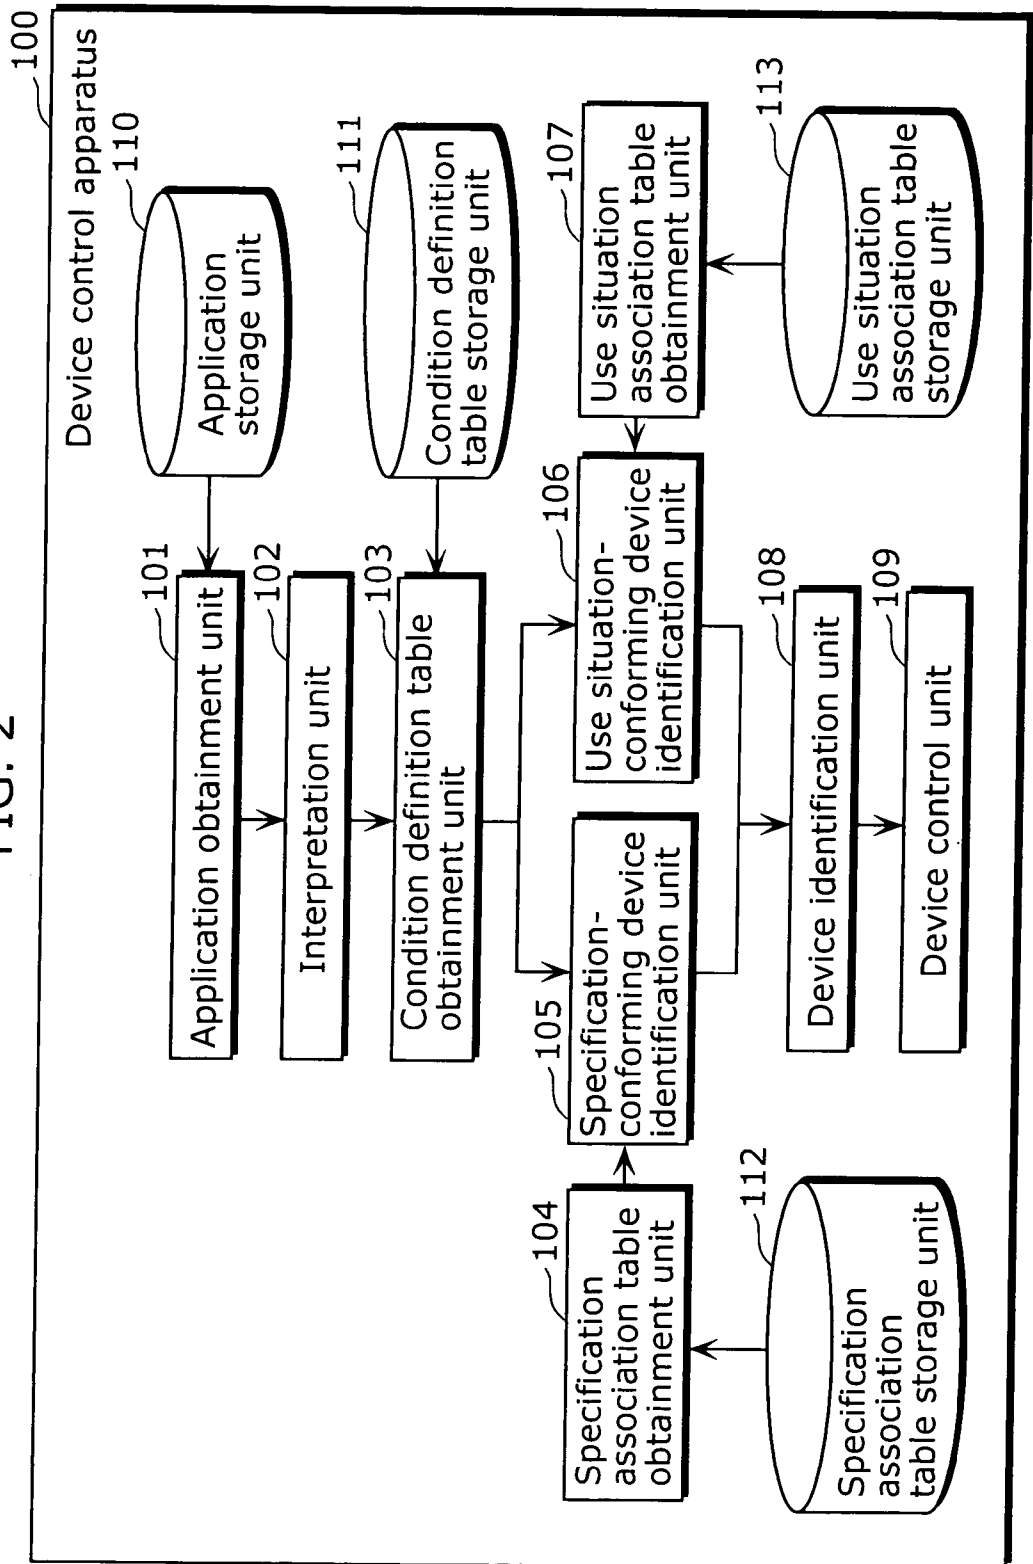 FIG. 2
100
Device control apparatus
110
Application
storage unit
101
Application obtainment unit
102
Interpretation unit
111
Condition definition
table storage unit
103
Condition definition table
obtainment unit
104
Specification
association table
obtainment unit
105
Specification-
conforming device
identification unit
106
Use situation-
conforming device
identification unit
107
Use situation
association table
obtainment unit
112
Specification
association
table storage unit
108
Device identification unit
109
Device control unit
113
Use situation
association table
storage unit